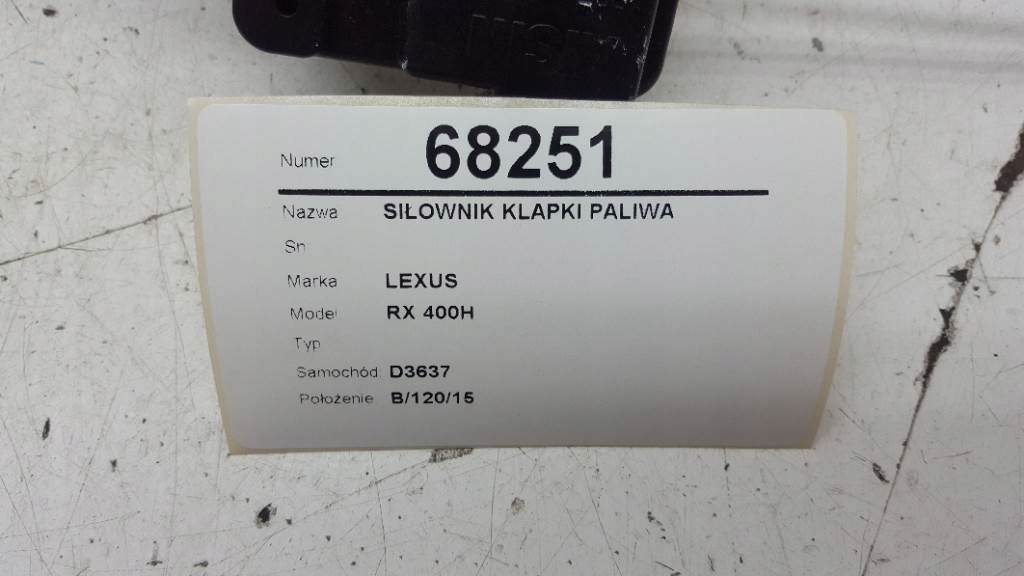 Numer 68251
Nazwa SIŁOWNIK KLAPKI PALIWA
Sn
Marka LEXUS
Model RX 400H
Typ
Samochód: D3637
Położenie B/120/15